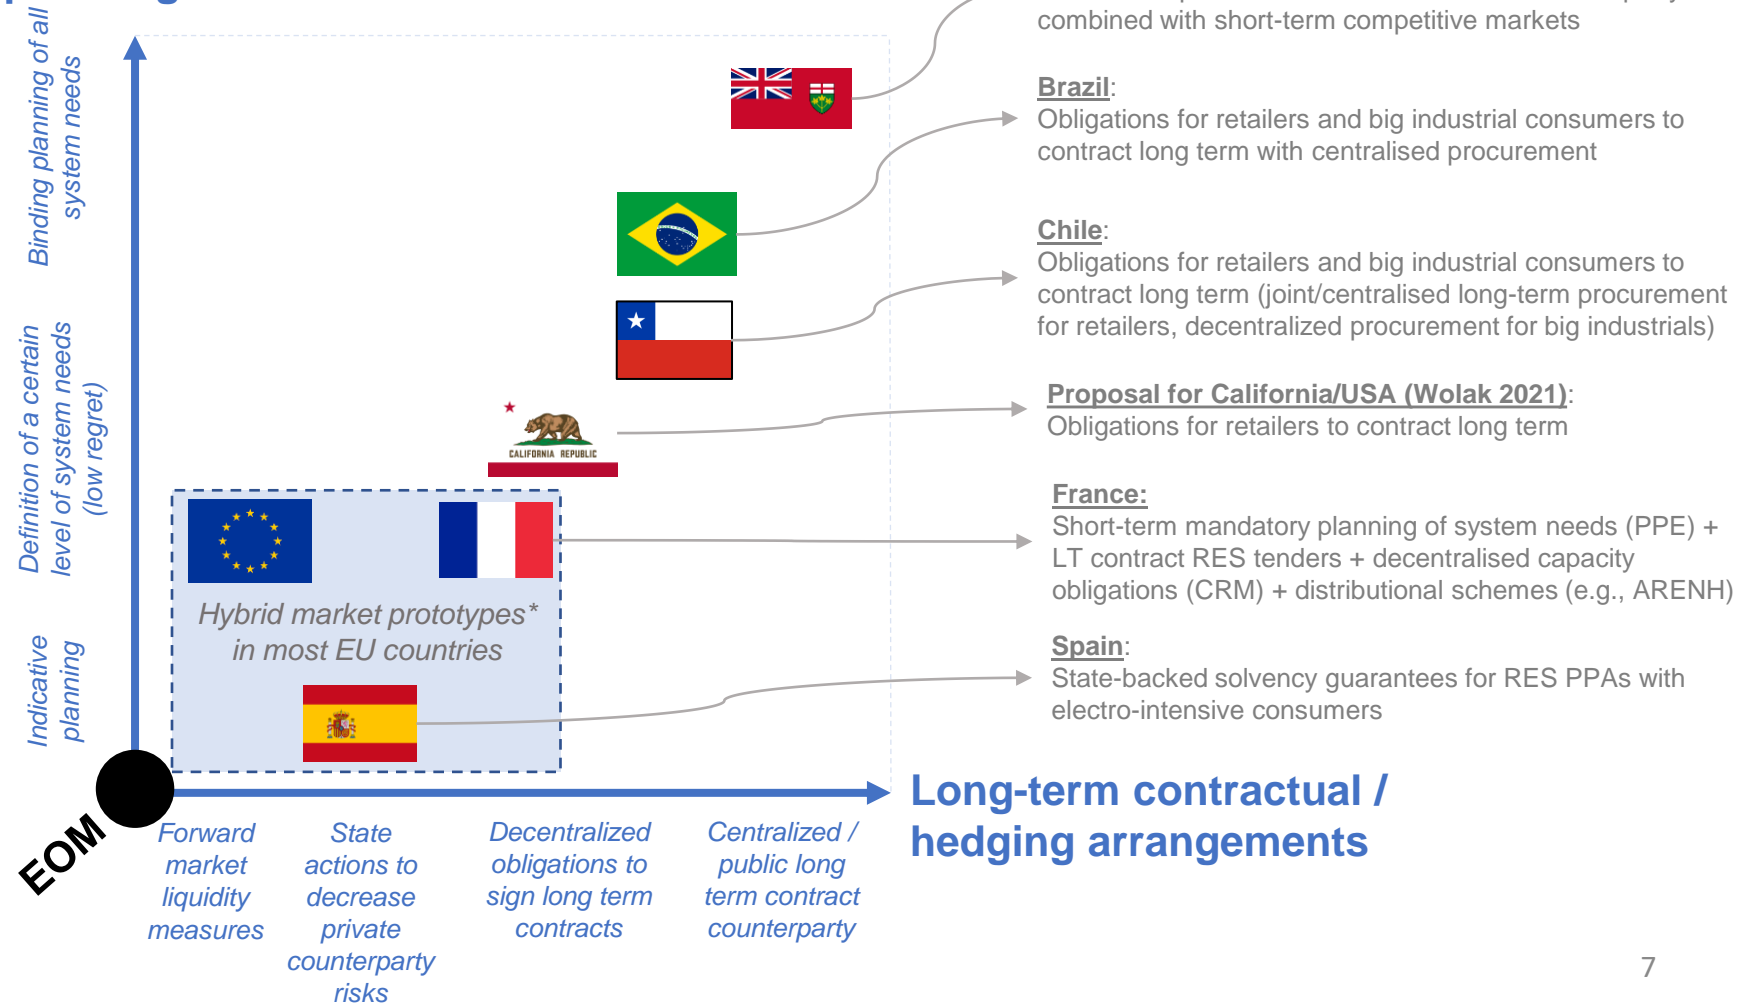 combined with short-term competitive markets
Binding planning of all
system needs
Brazil:
Obligations for retailers and big industrial consumers to
contract long term with centralised procurement
Chile:
Obligations for retailers and big industrial consumers to
contract long term (joint/centralised long-term procurement
for retailers, decentralized procurement for big industrials)
Definition of a certain
level of system needs
(low regret)
CALIFORNIA REPUBLIC
Proposal for California/USA (Wolak 2021):
Obligations for retailers to contract long term
France:
Short-term mandatory planning of system needs (PPE) +
LT contract RES tenders + decentralised capacity
obligations (CRM) + distributional schemes (e.g., ARENH)
Hybrid market prototypes*
in most EU countries
Indicative
planning
Spain:
State-backed solvency guarantees for RES PPAs with
electro-intensive consumers
EOM
Long-term contractual /
hedging arrangements
Forward
market
liquidity
measures
State
actions to
decrease
private
counterparty
risks
Decentralized
obligations to
sign long term
contracts
Centralized /
public long
term contract
counterparty
7